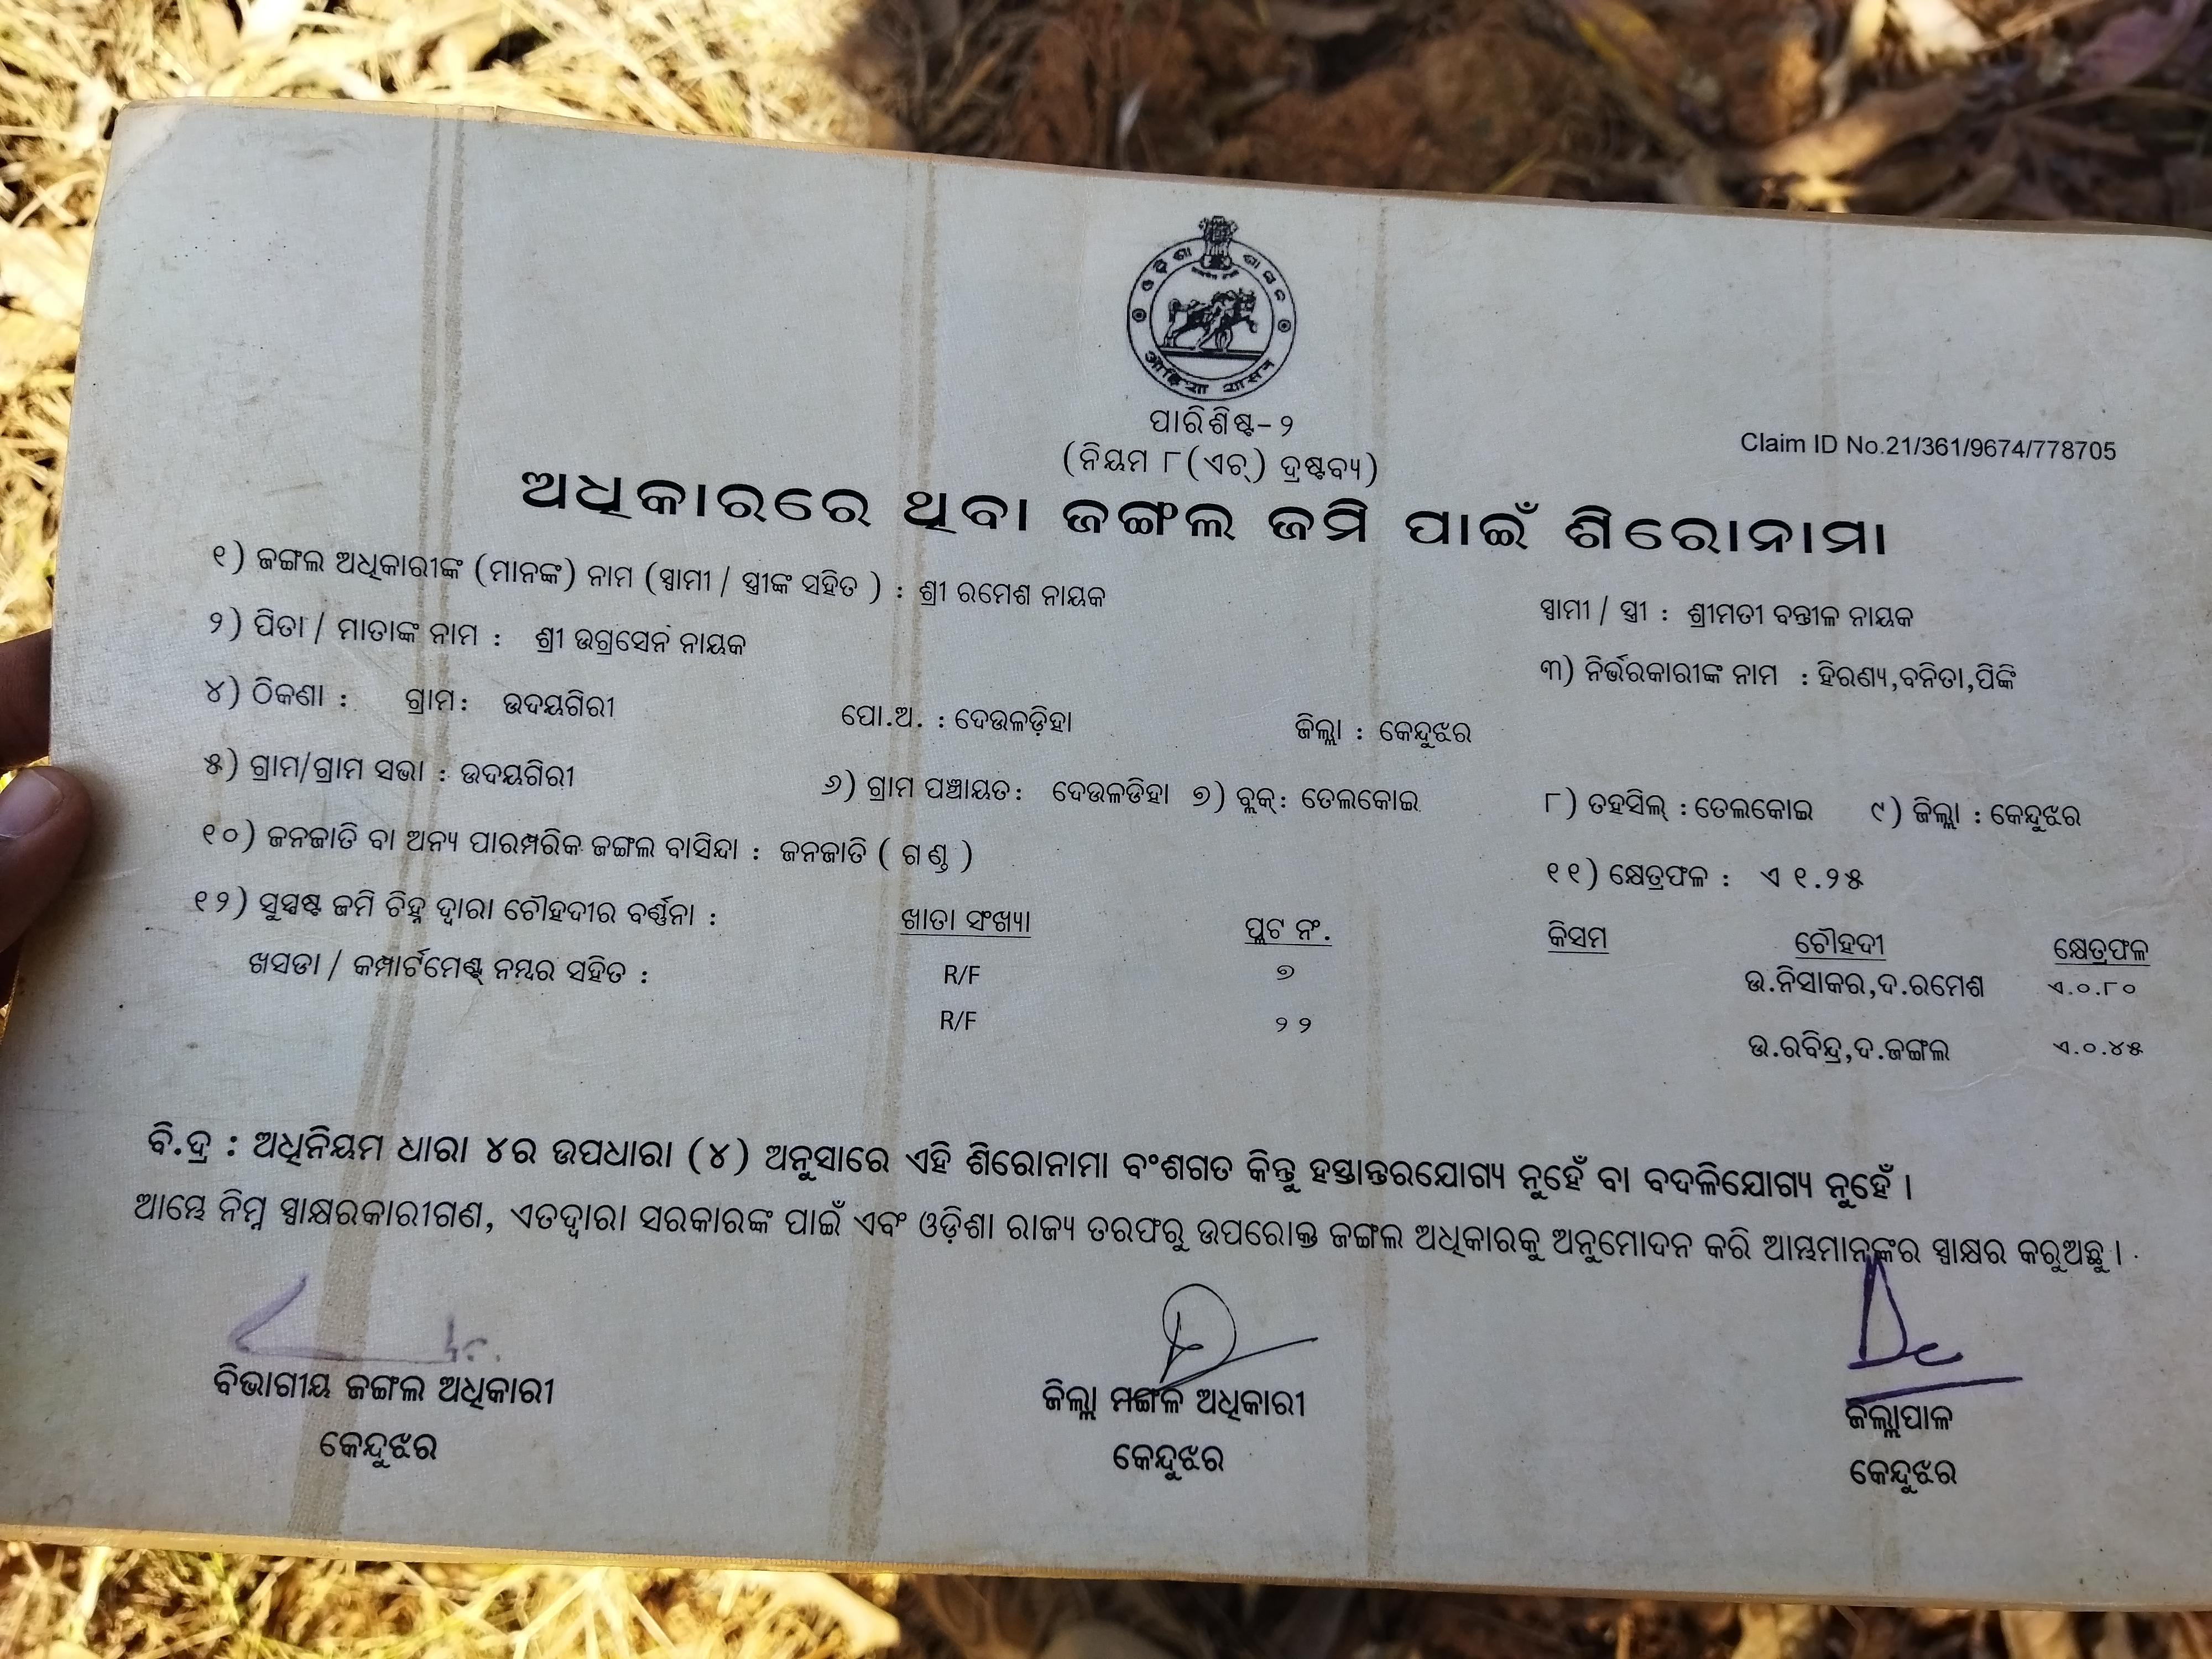 ଓଡ଼ିଶା ଶାସନ
ओड़िशा शासन
ପାରିଶିଷ୍ଟ-୨
Claim ID No.21/361/9674/778705
(ନିୟମ ୮(ଏଚ୍) ଦ୍ରଷ୍ଟବ୍ୟ)
ଅଧିକାରରେ ଥିବା ଜଙ୍ଗଲ ଜମି ପାଇଁ ଶିରୋନାମା
୧) ଜଙ୍ଗଲ ଅଧିକାରୀଙ୍କ (ମାନଙ୍କ) ନାମ (ସ୍ୱାମୀ / ସ୍ତ୍ରୀଙ୍କ ସହିତ ) : ଶ୍ରୀ ରମେଶ ନାୟକ ସ୍ୱାମୀ / ସ୍ତ୍ରୀ : ଶ୍ରୀମତୀ ବନ୍ତୀଳ ନାୟକ
୨) ପିତା / ମାତାଙ୍କ ନାମ : ଶ୍ରୀ ଉଗ୍ରସେନ ନାୟକ ୩) ନିର୍ଭରକାରୀଙ୍କ ନାମ : ହିରଣ୍ୟ,ବନିତା,ପିଙ୍କି
୪) ଠିକଣା : ଗ୍ରାମ: ଉଦୟଗିରୀ ପୋ.ଅ. : ଦେଉଳଡ଼ିହା ଜିଲ୍ଲା : କେନ୍ଦୁଝର
୫) ଗ୍ରାମ/ଗ୍ରାମ ସଭା : ଉଦୟଗିରୀ ୬) ଗ୍ରାମ ପଞ୍ଚାୟତ: ଦେଉଳଡିହା ୭) ବ୍ଲକ୍: ତେଲକୋଇ ୮) ତହସିଲ୍ : ତେଲକୋଇ ୯) ଜିଲ୍ଲା : କେନ୍ଦୁଝର
୧୦) ଜନଜାତି ବା ଅନ୍ୟ ପାରମ୍ପରିକ ଜଙ୍ଗଲ ବାସିନ୍ଦା : ଜନଜାତି ( ଗଣ୍ଡ ) ୧୧) କ୍ଷେତ୍ରଫଳ : ଏ ୧.୨୫
୧୨) ସୁସ୍ପଷ୍ଟ ଜମି ଚିହ୍ନ ଦ୍ୱାରା ଚୌହଦୀର ବର୍ଣ୍ଣନା : ଖାତା ସଂଖ୍ୟା ପ୍ଲଟ ନଂ. କିସମ ଚୌହଦୀ କ୍ଷେତ୍ରଫଳ
ଖସଡା / କମ୍ପାର୍ଟମେଣ୍ଟ୍ ନମ୍ବର ସହିତ : R/F ୭ ଉ.ନିସାକର,ଦ.ରମେଶ ଏ.୦.୮୦
R/F ୨୨ ଉ.ରବିନ୍ଦ୍ର,ଦ.ଜଙ୍ଗଲ ଏ.୦.୪୫
ବି.ଦ୍ର : ଅଧିନିୟମ ଧାରା ୪ର ଉପଧାରା (୪) ଅନୁସାରେ ଏହି ଶିରୋନାମା ବଂଶଗତ କିନ୍ତୁ ହସ୍ତାନ୍ତରଯୋଗ୍ୟ ନୁହେଁ ବା ବଦଳିଯୋଗ୍ୟ ନୁହେଁ ।
ଆମ୍ଭେ ନିମ୍ନ ସ୍ୱାକ୍ଷରକାରୀଗଣ, ଏତଦ୍ୱାରା ସରକାରଙ୍କ ପାଇଁ ଏବଂ ଓଡ଼ିଶା ରାଜ୍ୟ ତରଫରୁ ଉପରୋକ୍ତ ଜଙ୍ଗଲ ଅଧିକାରକୁ ଅନୁମୋଦନ କରି ଆମ୍ଭମାନଙ୍କର ସ୍ୱାକ୍ଷର କରୁଅଛୁ ।
ବିଭାଗୀୟ ଜଙ୍ଗଲ ଅଧିକାରୀ ଜିଲ୍ଲା ମଙ୍ଗଳ ଅଧିକାରୀ ଜିଲ୍ଲାପାଳ
କେନ୍ଦୁଝର କେନ୍ଦୁଝର କେନ୍ଦୁଝର